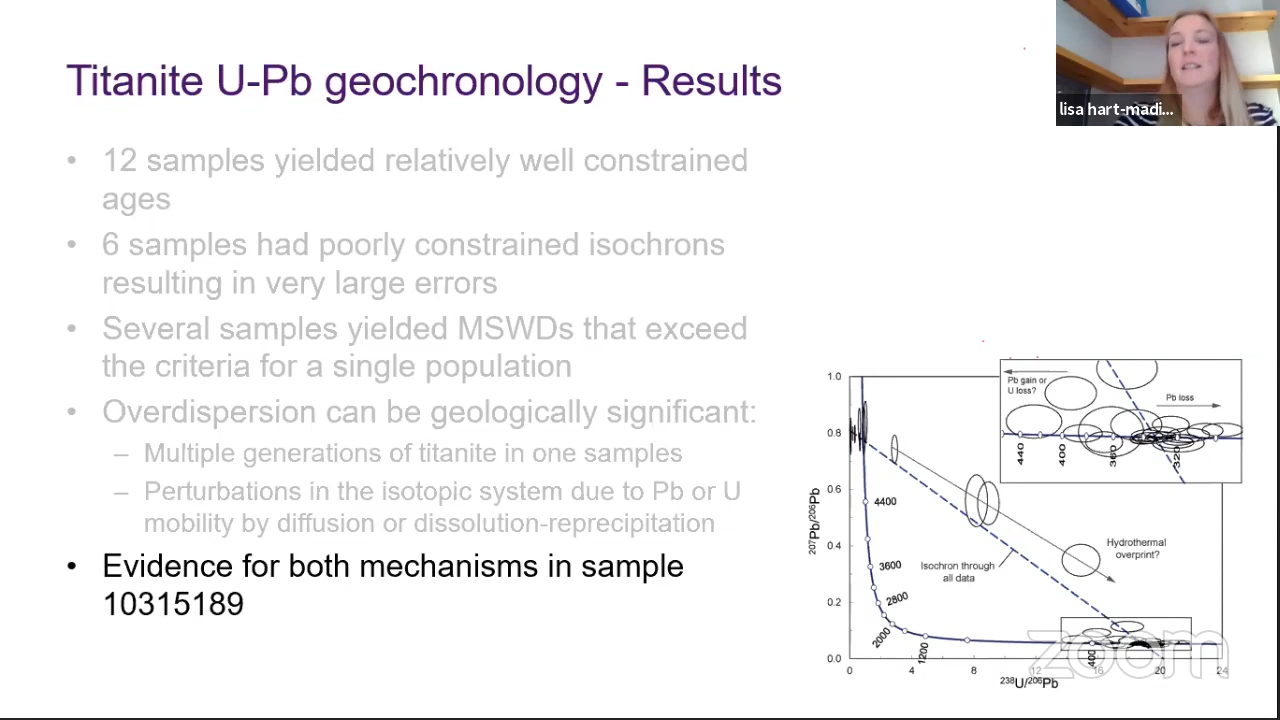 Titanite U-Pb geochronology - Results
lisa hart-madi...
• 12 samples yielded relatively well constrained
ages
• 6 samples had poorly constrained isochrons
resulting in very large errors
• Several samples yielded MSWDs that exceed
the criteria for a single population
• Overdispersion can be geologically significant:
– Multiple generations of titanite in one samples
– Perturbations in the isotopic system due to Pb or U
mobility by diffusion or dissolution-reprecipitation
• Evidence for both mechanisms in sample
10315189
Pb gain or
U loss?
Pb loss
440
400
360
320
1.0
0.8
0.6
0.4
0.2
0.0
207Pb/206Pb
4400
3600
2800
2000
1200
400
Isochron through
all data
Hydrothermal
overprint?
0
4
8
12
16
20
24
238U/206Pb
zoom